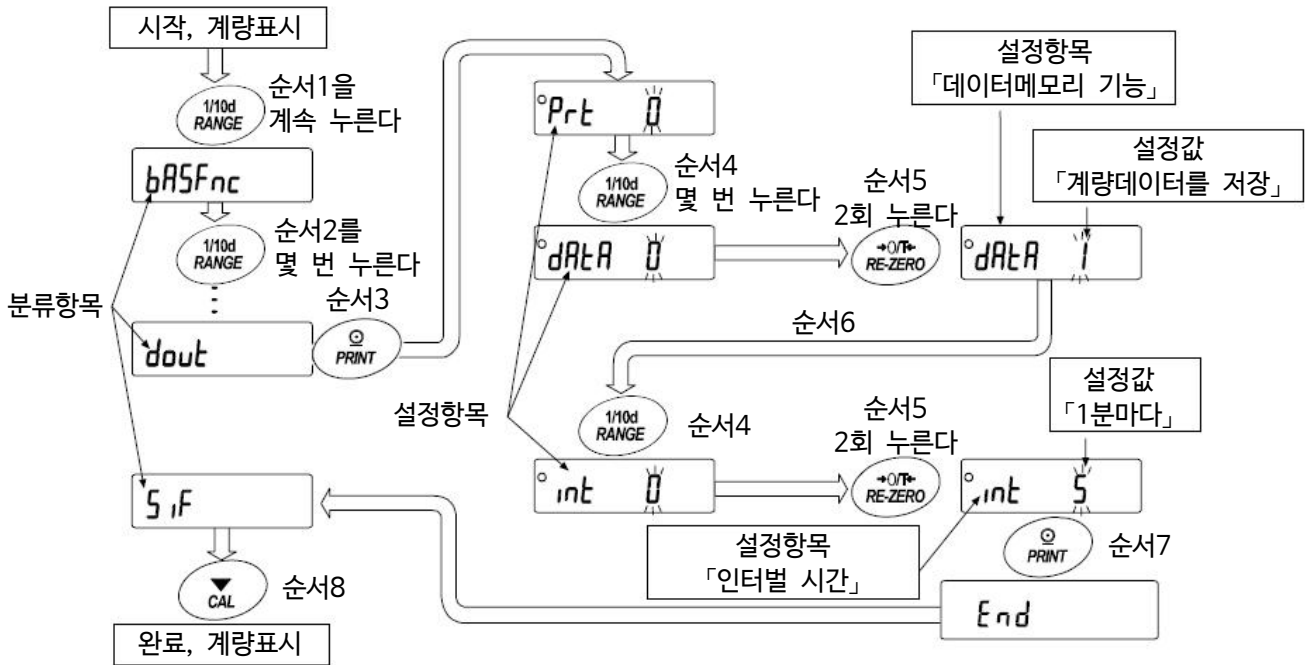 시작, 계량표시
1/10d
RANGE
순서1을
계속 누른다
bASFnc
1/10d
RANGE
순서2를
몇 번 누른다
분류항목
dout
순서3
PRINT
Prt 0
1/10d
RANGE
순서4
몇 번 누른다
dAtA 0
순서5
2회 누른다
→0/T←
RE-ZERO
설정항목
「데이터메모리 기능」
설정값
「계량데이터를 저장」
dAtA 1
순서6
설정항목
1/10d
RANGE
순서4
int 0
순서5
2회 누른다
→0/T←
RE-ZERO
설정값
「1분마다」
int 5
설정항목
「인터벌 시간」
PRINT
순서7
End
SiF
CAL
순서8
완료, 계량표시